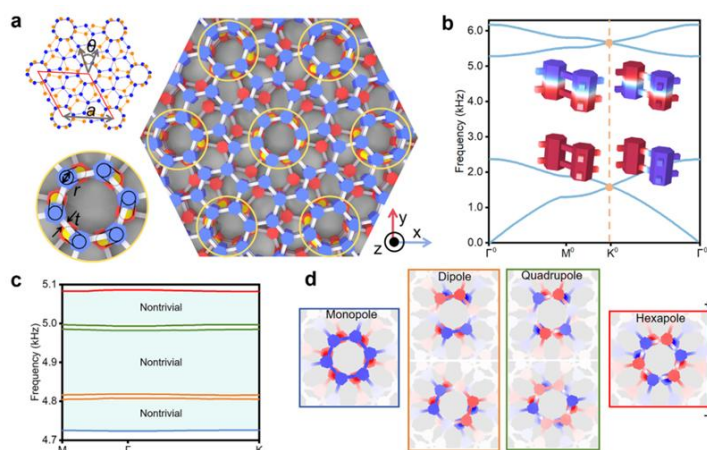 a
θ
a
r
t
y
z
x
b
Frequency (kHz)
6.0
5.0
4.0
3.0
2.0
1.0
0.0
Γ⁰
M⁰
K⁰
Γ⁰
c
Frequency (kHz)
5.1
5.0
4.9
4.8
4.7
Nontrivial
Nontrivial
Nontrivial
M
Γ
K
d
Monopole
Dipole
Quadrupole
Hexapole